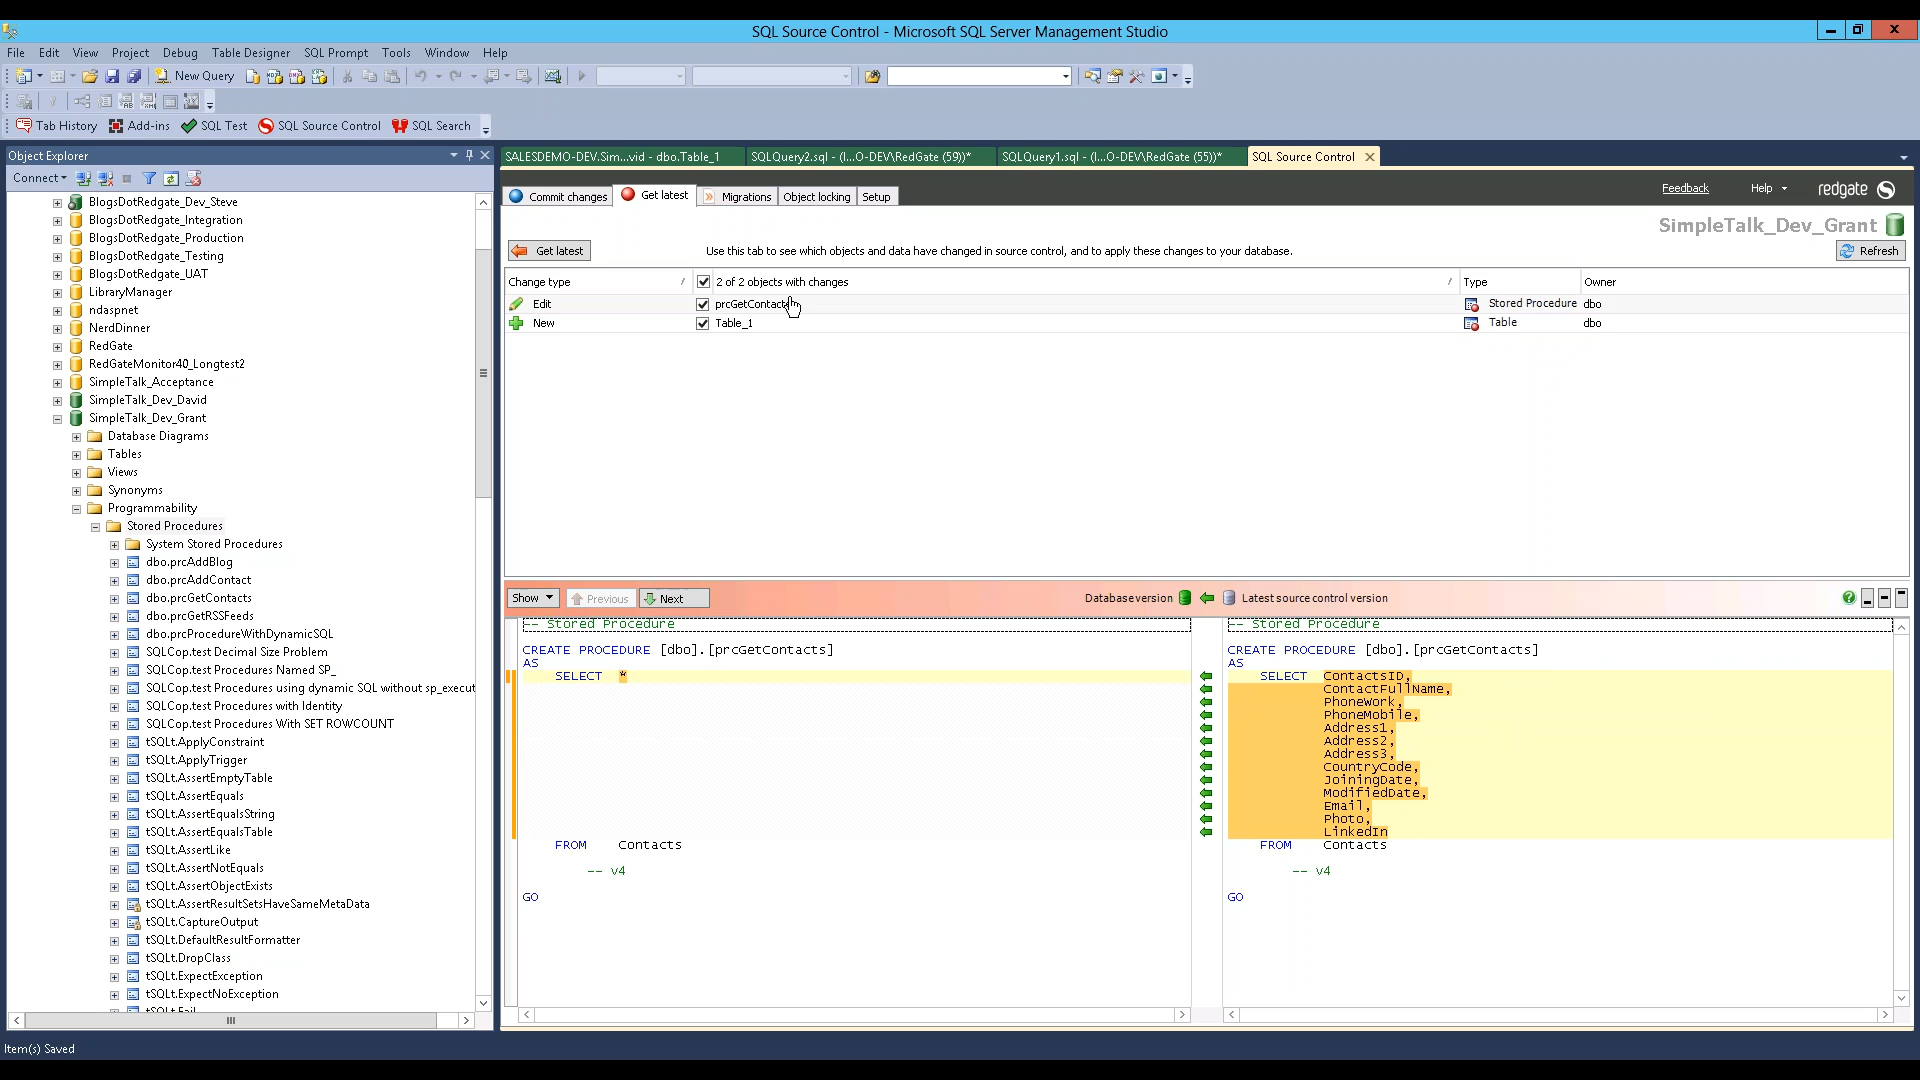 SQL Source Control - Microsoft SQL Server Management Studio
File Edit View Project Debug Table Designer SQL Prompt Tools Window Help
New Query
Tab History Add-ins SQL Test SQL Source Control SQL Search
Object Explorer
Connect
BlogsDotRedgate_Dev_Steve
BlogsDotRedgate_Integration
BlogsDotRedgate_Production
BlogsDotRedgate_Testing
BlogsDotRedgate_UAT
LibraryManager
ndaspnet
NerdDinner
RedGate
RedGateMonitor40_Longtest2
SimpleTalk_Acceptance
SimpleTalk_Dev_David
SimpleTalk_Dev_Grant
Database Diagrams
Tables
Views
Synonyms
Programmability
Stored Procedures
System Stored Procedures
dbo.prcAddBlog
dbo.prcAddContact
dbo.prcGetContacts
dbo.prcGetRSSFeeds
dbo.prcProcedureWithDynamicSQL
SQLCop.test Decimal Size Problem
SQLCop.test Procedures Named SP_
SQLCop.test Procedures using dynamic SQL without sp_execut
SQLCop.test Procedures with Identity
SQLCop.test Procedures With SET ROWCOUNT
tSQLt.ApplyConstraint
tSQLt.ApplyTrigger
tSQLt.AssertEmptyTable
tSQLt.AssertEquals
tSQLt.AssertEqualsString
tSQLt.AssertEqualsTable
tSQLt.AssertLike
tSQLt.AssertNotEquals
tSQLt.AssertObjectExists
tSQLt.AssertResultSetsHaveSameMetaData
tSQLt.CaptureOutput
tSQLt.DefaultResultFormatter
tSQLt.DropClass
tSQLt.ExpectException
tSQLt.ExpectNoException
tSQLt.Fail
SALESDEMO-DEV.Sim...vid - dbo.Table_1 SQLQuery2.sql - (l...O-DEV\RedGate (59))* SQLQuery1.sql - (l...O-DEV\RedGate (55))* SQL Source Control
Commit changes Get latest Migrations Object locking Setup Feedback Help redgate
SimpleTalk_Dev_Grant
Get latest Use this tab to see which objects and data have changed in source control, and to apply these changes to your database. Refresh
Change type 2 of 2 objects with changes Type Owner
Edit prcGetContacts Stored Procedure dbo
New Table_1 Table dbo
Show Previous Next Database version Latest source control version
-- Stored Procedure
CREATE PROCEDURE [dbo].[prcGetContacts]
AS
SELECT *
FROM Contacts
-- v4
GO
-- Stored Procedure
CREATE PROCEDURE [dbo].[prcGetContacts]
AS
SELECT ContactsID,
ContactFullName,
PhoneWork,
PhoneMobile,
Address1,
Address2,
Address3,
CountryCode,
JoiningDate,
ModifiedDate,
Email,
Photo,
LinkedIn
FROM Contacts
-- v4
GO
Item(s) Saved